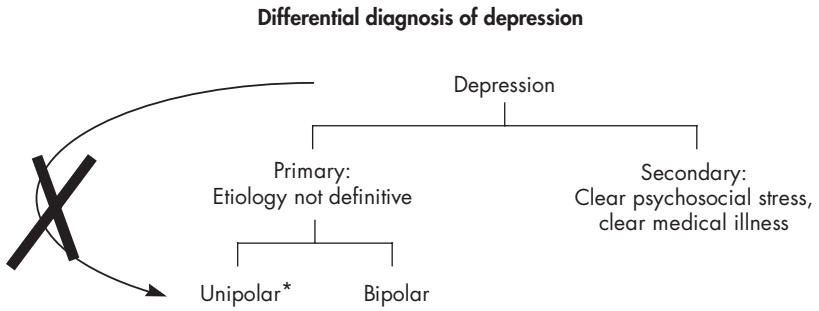 Differential diagnosis of depression
Depression
Primary:
Etiology not definitive
Secondary:
Clear psychosocial stress,
clear medical illness
Unipolar*
Bipolar